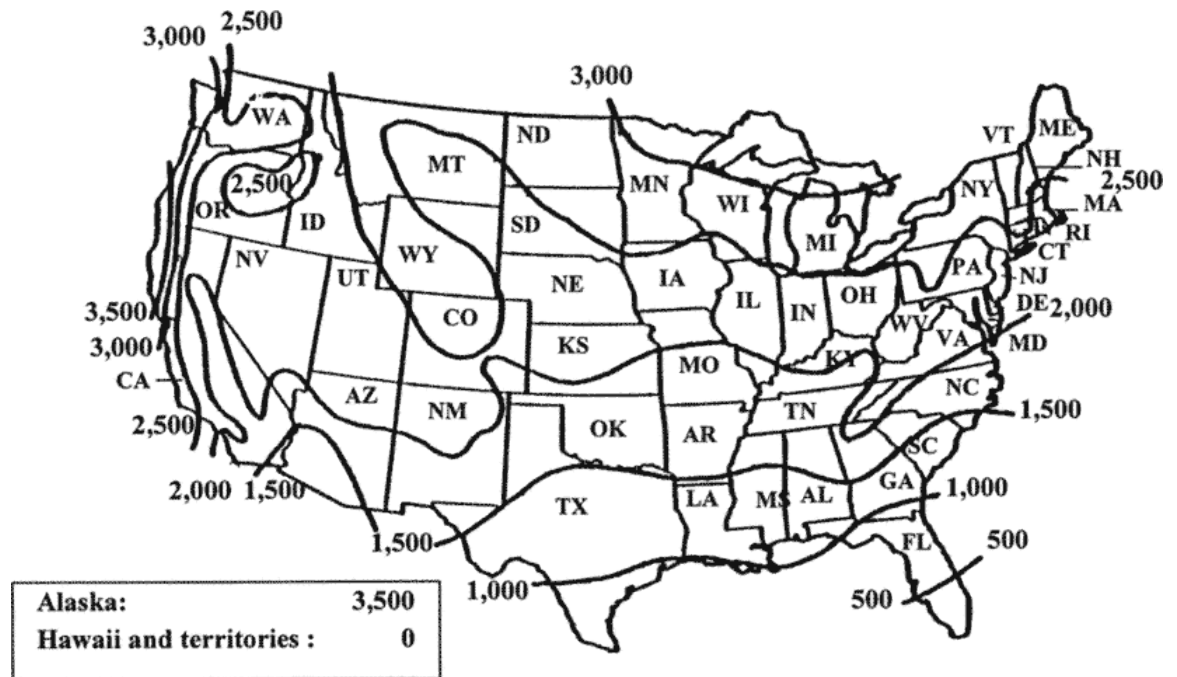 2,500
3,000
3,000
WA
ND
VT
ME
MT
NH
MN
2,500
2,500
WI
NY
OR
ID
SD
MA
MI
RI
CT
NV
WY
UT
IA
PA
NE
NJ
IL
IN
OH
DE
2,000
3,500
CO
WV
VA
MD
3,000
KS
KY
MO
CA
AZ
NM
TN
NC
1,500
2,500
OK
AR
SC
2,000
1,500
GA
1,000
TX
LA
MS
AL
1,500
FL
500
1,000
500
Alaska: 3,500
Hawaii and territories : 0